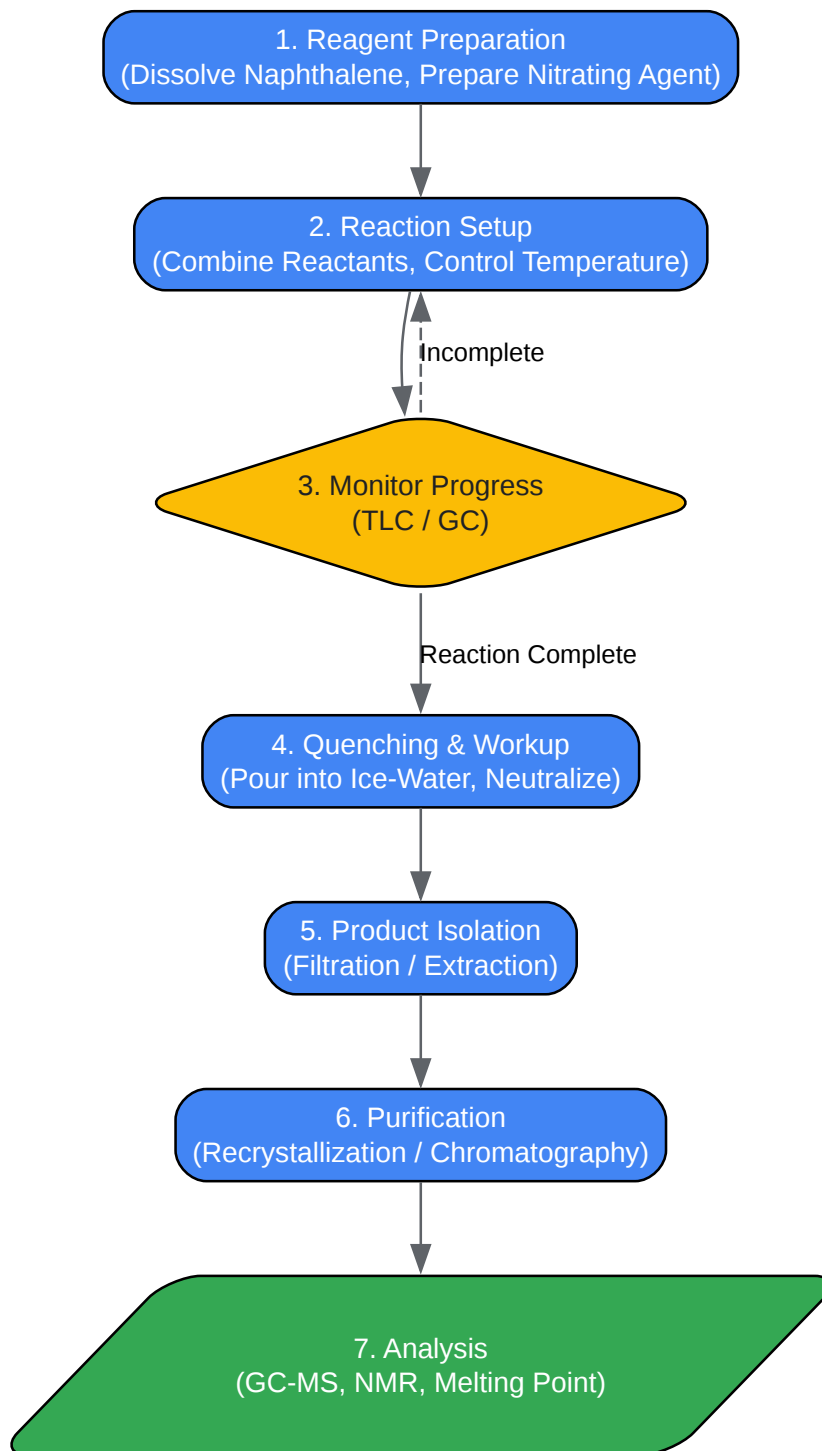 1. Reagent Preparation
(Dissolve Naphthalene, Prepare Nitrating Agent)
2. Reaction Setup
(Combine Reactants, Control Temperature)
Incomplete
3. Monitor Progress
(TLC / GC)
Reaction Complete
4. Quenching & Workup
(Pour into Ice-Water, Neutralize)
5. Product Isolation
(Filtration / Extraction)
6. Purification
(Recrystallization / Chromatography)
7. Analysis
(GC-MS, NMR, Melting Point)